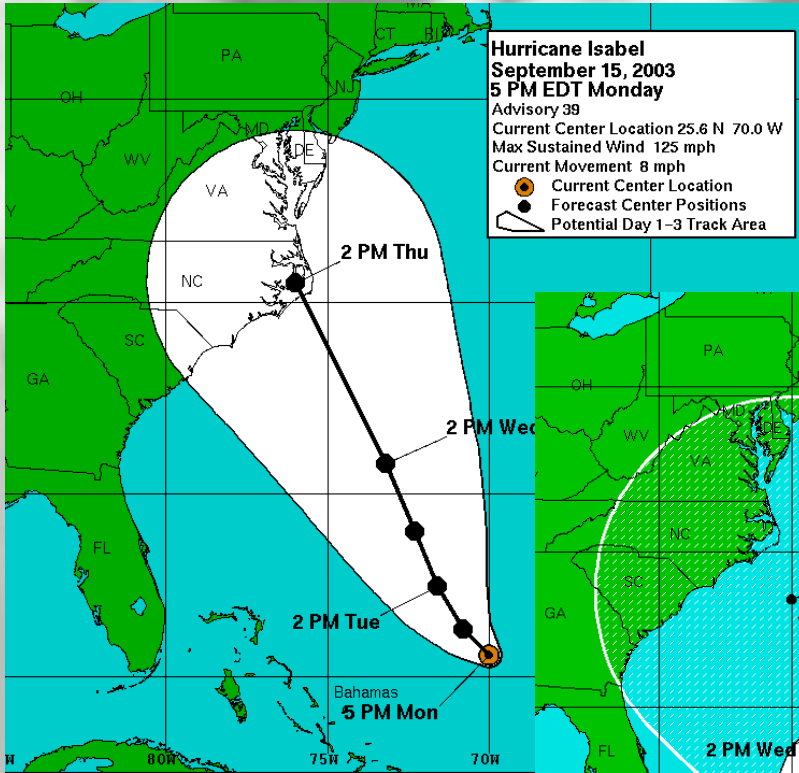 Hurricane Isabel
September 15, 2003
5 PM EDT Monday
Advisory 39
Current Center Location 25.6 N 70.0 W
Max Sustained Wind 125 mph
Current Movement 8 mph
Current Center Location
Forecast Center Positions
Potential Day 1-3 Track Area
CT
RI
PA
NJ
OH
MD
DE
WV
VA
2 PM Thu
NC
SC
GA
2 PM Wed
FL
2 PM Tue
Bahamas
5 PM Mon
80W
75W
70W
PA
OH
MD
DE
WV
VA
NC
SC
GA
FL
2 PM Wed